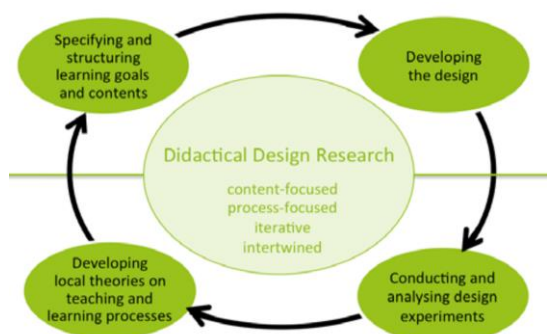 Specifying and
structuring
learning goals
and contents
Developing
the design
Didactical Design Research
content-focused
process-focused
iterative
intertwined
Developing
local theories on
teaching and
learning processes
Conducting and
analysing design
experiments